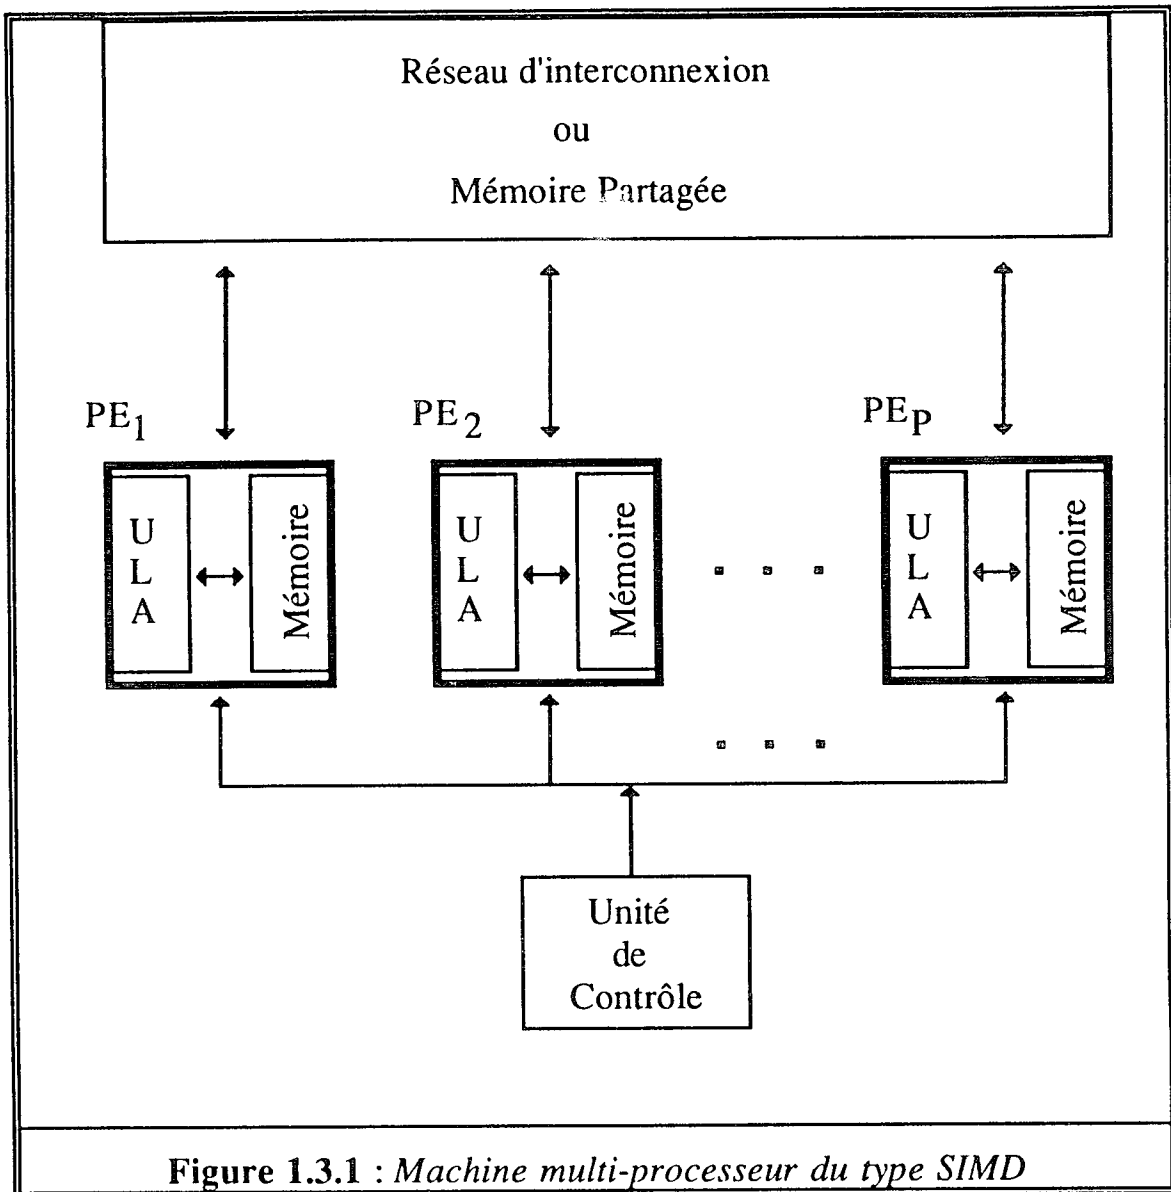 Réseau d'interconnexion
ou
Mémoire Partagée
PE1
PE2
PEP
U
L
A
Mémoire
U
L
A
Mémoire
U
L
A
Mémoire
Unité
de
Contrôle
Figure 1.3.1 : Machine multi-processeur du type SIMD